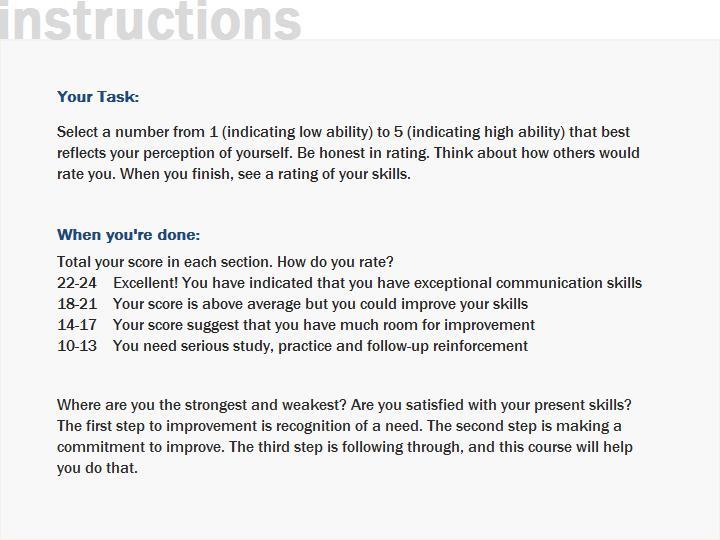 instructions
Your Task:
Select a number from 1 (indicating low ability) to 5 (indicating high ability) that best
reflects your perception of yourself. Be honest in rating. Think about how others would
rate you. When you finish, see a rating of your skills.
When you're done:
Total your score in each section. How do you rate?
22-24 Excellent! You have indicated that you have exceptional communication skills
18-21 Your score is above average but you could improve your skills
14-17 Your score suggest that you have much room for improvement
10-13 You need serious study, practice and follow-up reinforcement
Where are you the strongest and weakest? Are you satisfied with your present skills?
The first step to improvement is recognition of a need. The second step is making a
commitment to improve. The third step is following through, and this course will help
you do that.